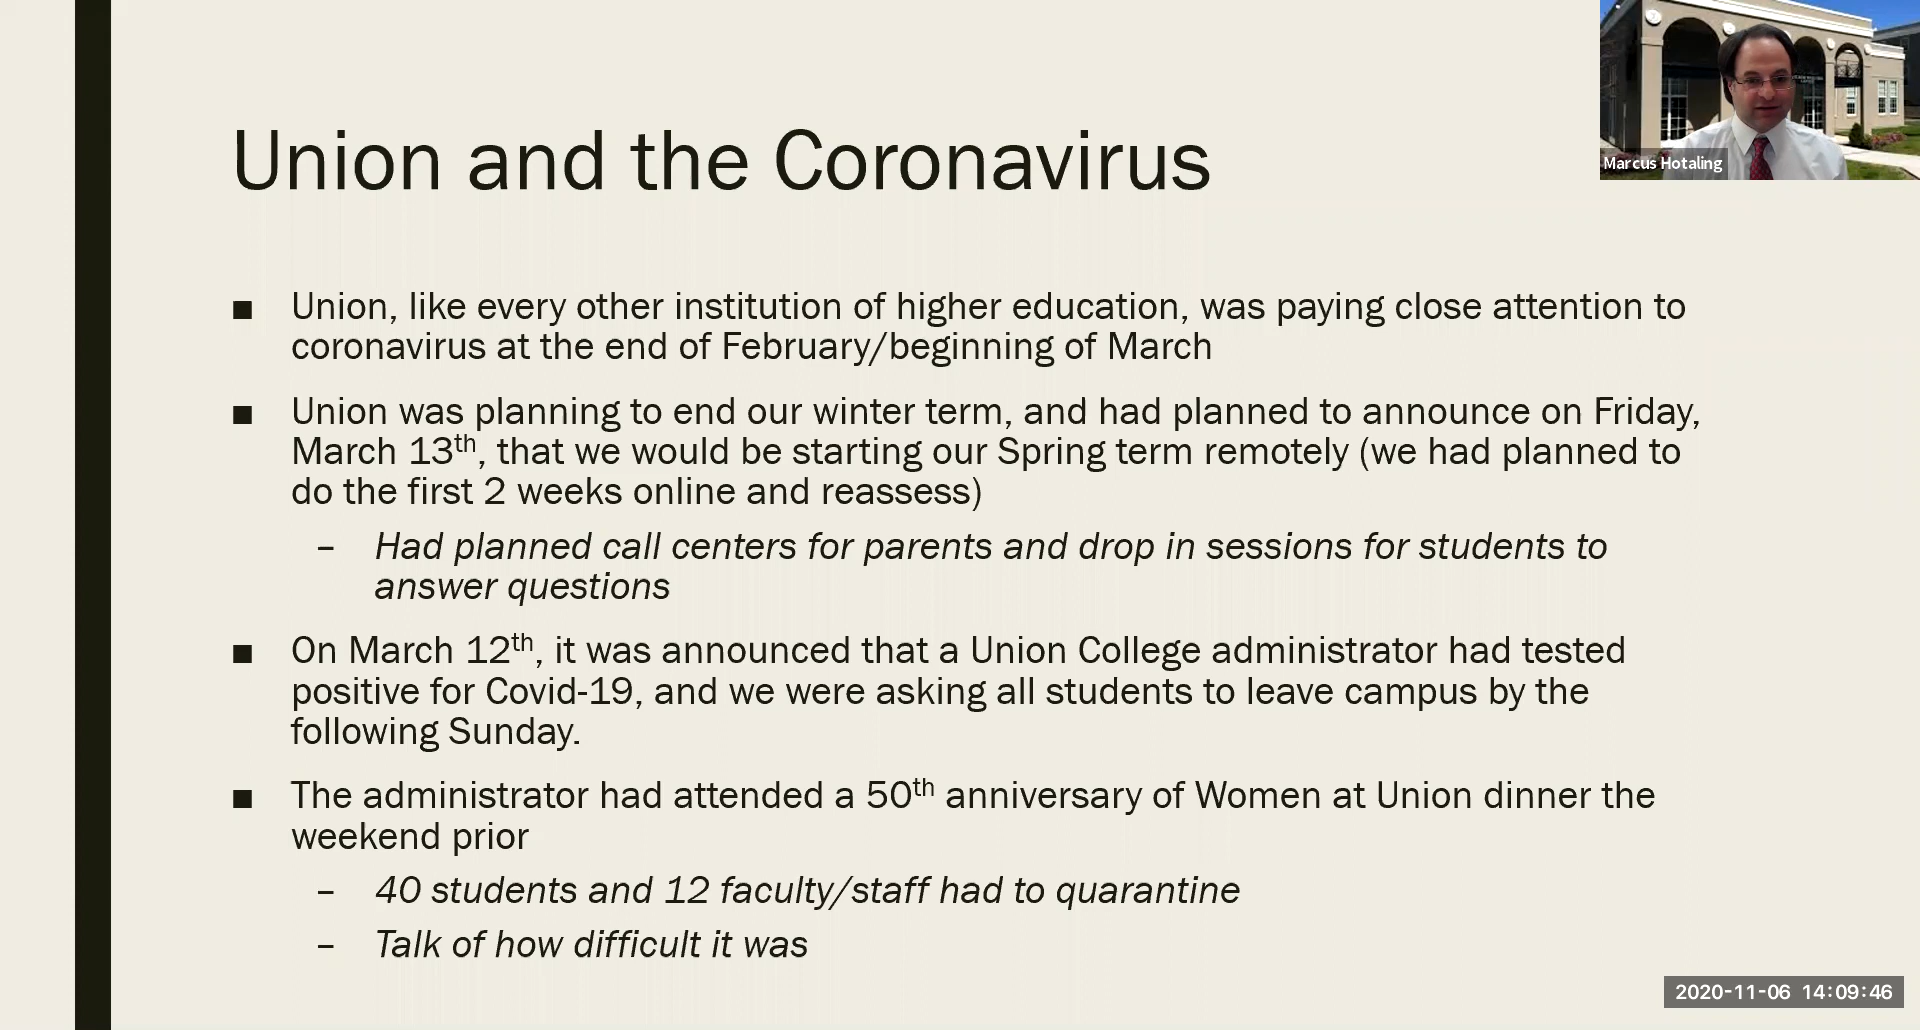 Union and the Coronavirus
Marcus Hotaling
■ Union, like every other institution of higher education, was paying close attention to
coronavirus at the end of February/beginning of March
■ Union was planning to end our winter term, and had planned to announce on Friday,
March 13th, that we would be starting our Spring term remotely (we had planned to
do the first 2 weeks online and reassess)
– Had planned call centers for parents and drop in sessions for students to
answer questions
■ On March 12th, it was announced that a Union College administrator had tested
positive for Covid-19, and we were asking all students to leave campus by the
following Sunday.
■ The administrator had attended a 50th anniversary of Women at Union dinner the
weekend prior
– 40 students and 12 faculty/staff had to quarantine
– Talk of how difficult it was
2020-11-06 14:09:46